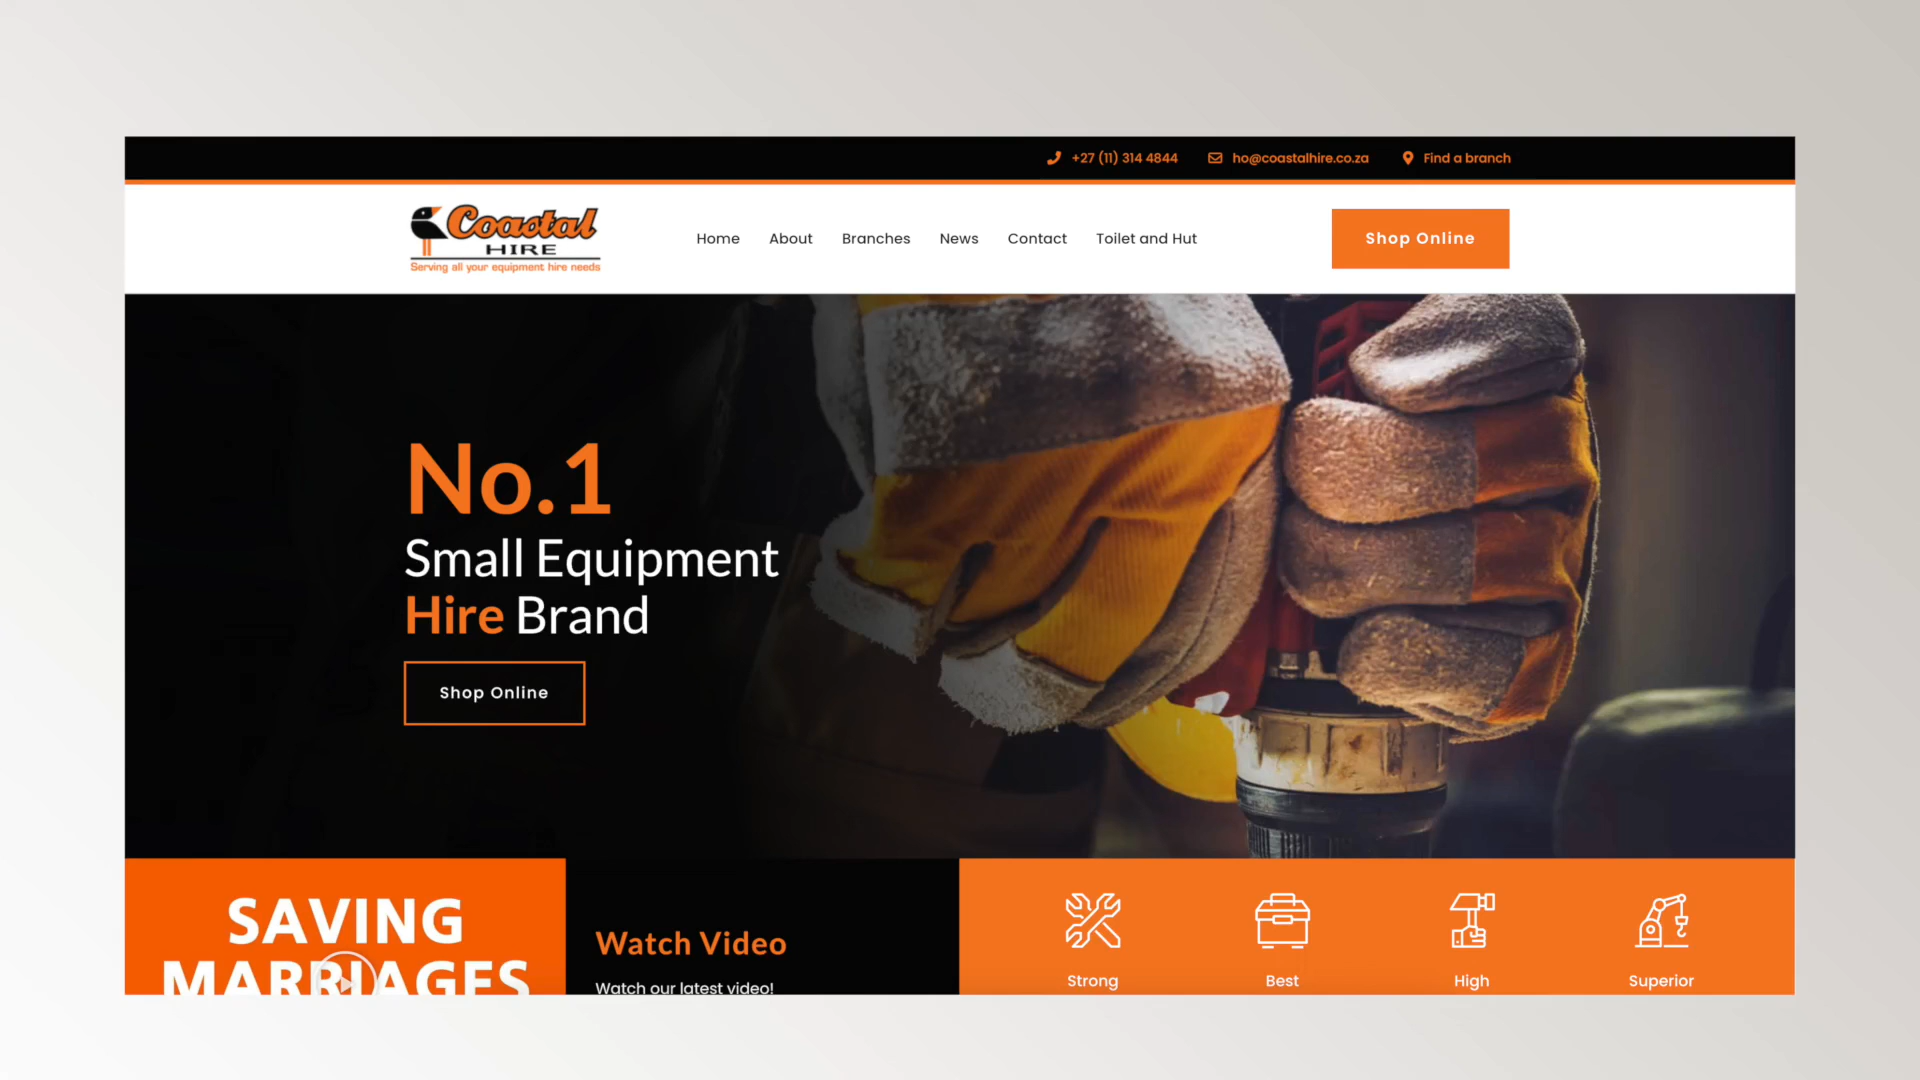 +27 (11) 314 4844 ho@coastalhire.co.za Find a branch
Coastal
HIRE
Serving all your equipment hire needs
Home About Branches News Contact Toilet and Hut
Shop Online
No.1
Small Equipment
Hire Brand
Shop Online
SAVING
MARRIAGES
Watch Video
Watch our latest video!
Strong Best High Superior